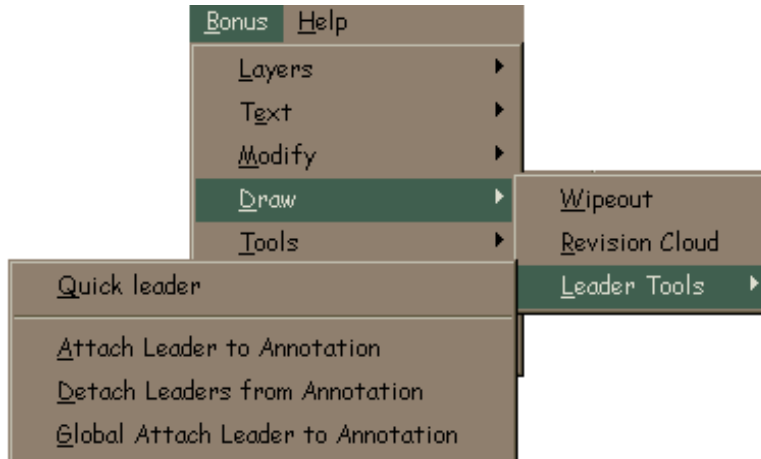 Bonus Help
Layers
Text
Modify
Draw
Tools
Wipeout
Revision Cloud
Leader Tools
Quick leader
Attach Leader to Annotation
Detach Leaders from Annotation
Global Attach Leader to Annotation